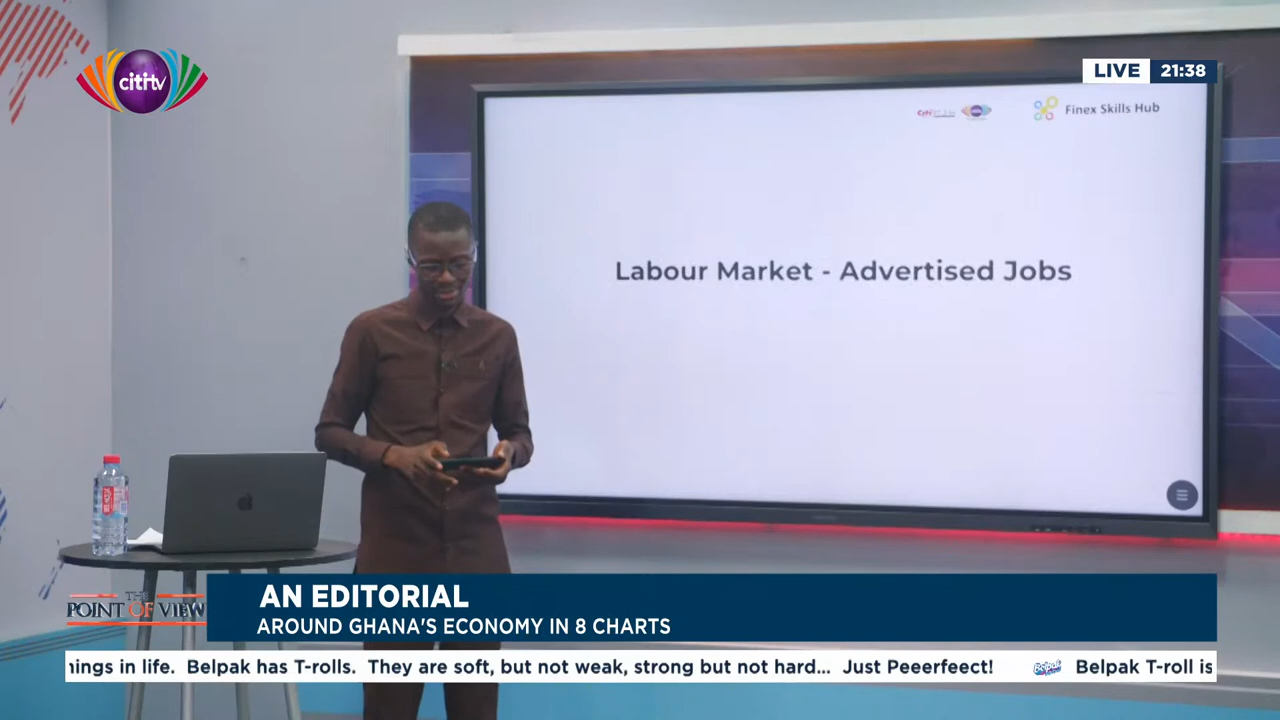 citi tv
LIVE 21:38
Finex Skills Hub
Labour Market - Advertised Jobs
THE
POINT OF VIEW
AN EDITORIAL
AROUND GHANA'S ECONOMY IN 8 CHARTS
in life. Belpak has T-rolls. They are soft, but not weak, strong but not hard... Just Peeerfeect! Belpak Belpak T-roll is